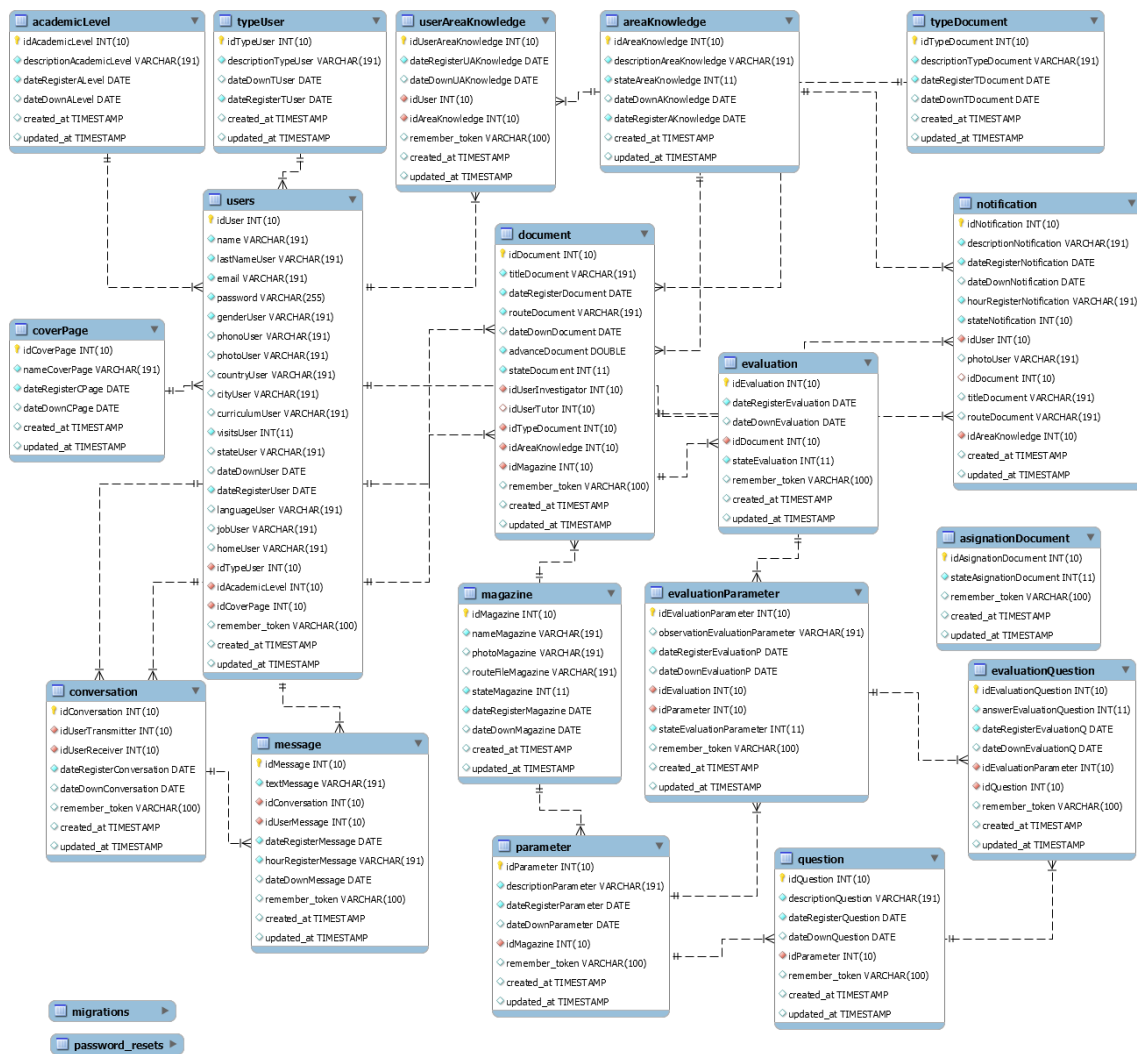 academicLevel
idAcademicLevel INT(10)
descriptionAcademicLevel VARCHAR(191)
dateRegisterALevel DATE
dateDownALevel DATE
created_at TIMESTAMP
updated_at TIMESTAMP
typeUser
idTypeUser INT(10)
descriptionTypeUser VARCHAR(191)
dateDownTUser DATE
dateRegisterTUser DATE
created_at TIMESTAMP
updated_at TIMESTAMP
userAreaKnowledge
idUserAreaKnowledge INT(10)
dateRegisterUAKnowledge DATE
dateDownUAKnowledge DATE
idUser INT(10)
idAreaKnowledge INT(10)
remember_token VARCHAR(100)
created_at TIMESTAMP
updated_at TIMESTAMP
areaKnowledge
idAreaKnowledge INT(10)
descriptionAreaKnowledge VARCHAR(191)
stateAreaKnowledge INT(11)
dateDownAKnowledge DATE
dateRegisterAKnowledge DATE
created_at TIMESTAMP
updated_at TIMESTAMP
typeDocument
idTypeDocument INT(10)
descriptionTypeDocument VARCHAR(191)
dateRegisterTDocument DATE
dateDownTDocument DATE
created_at TIMESTAMP
updated_at TIMESTAMP
users
idUser INT(10)
name VARCHAR(191)
lastNameUser VARCHAR(191)
email VARCHAR(191)
password VARCHAR(255)
genderUser VARCHAR(191)
phonoUser VARCHAR(191)
photoUser VARCHAR(191)
countryUser VARCHAR(191)
cityUser VARCHAR(191)
curriculumUser VARCHAR(191)
visitsUser INT(11)
stateUser VARCHAR(191)
dateDownUser DATE
dateRegisterUser DATE
languageUser VARCHAR(191)
jobUser VARCHAR(191)
homeUser VARCHAR(191)
idTypeUser INT(10)
idAcademicLevel INT(10)
idCoverPage INT(10)
remember_token VARCHAR(100)
created_at TIMESTAMP
updated_at TIMESTAMP
document
idDocument INT(10)
titleDocument VARCHAR(191)
dateRegisterDocument DATE
routeDocument VARCHAR(191)
dateDownDocument DATE
advanceDocument DOUBLE
stateDocument INT(11)
idUserInvestigator INT(10)
idUserTutor INT(10)
idTypeDocument INT(10)
idAreaKnowledge INT(10)
idMagazine INT(10)
remember_token VARCHAR(100)
created_at TIMESTAMP
updated_at TIMESTAMP
notification
idNotification INT(10)
descriptionNotification VARCHAR(191)
dateRegisterNotification DATE
dateDownNotification DATE
hourRegisterNotification VARCHAR(191)
stateNotification INT(10)
idUser INT(10)
photoUser VARCHAR(191)
idDocument INT(10)
titleDocument VARCHAR(191)
routeDocument VARCHAR(191)
idAreaKnowledge INT(10)
created_at TIMESTAMP
updated_at TIMESTAMP
coverPage
idCoverPage INT(10)
nameCoverPage VARCHAR(191)
dateRegisterCPage DATE
dateDownCPage DATE
created_at TIMESTAMP
updated_at TIMESTAMP
evaluation
idEvaluation INT(10)
dateRegisterEvaluation DATE
dateDownEvaluation DATE
idDocument INT(10)
stateEvaluation INT(11)
remember_token VARCHAR(100)
created_at TIMESTAMP
updated_at TIMESTAMP
asignationDocument
idAsignationDocument INT(10)
stateAsignationDocument INT(11)
remember_token VARCHAR(100)
created_at TIMESTAMP
updated_at TIMESTAMP
magazine
idMagazine INT(10)
nameMagazine VARCHAR(191)
photoMagazine VARCHAR(191)
routeFileMagazine VARCHAR(191)
stateMagazine INT(11)
dateRegisterMagazine DATE
dateDownMagazine DATE
created_at TIMESTAMP
updated_at TIMESTAMP
evaluationParameter
idEvaluationParameter INT(10)
observationEvaluationParameter VARCHAR(191)
dateRegisterEvaluationP DATE
dateDownEvaluationP DATE
idEvaluation INT(10)
idParameter INT(10)
stateEvaluationParameter INT(11)
remember_token VARCHAR(100)
created_at TIMESTAMP
updated_at TIMESTAMP
evaluationQuestion
idEvaluationQuestion INT(10)
answerEvaluationQuestion INT(11)
dateRegisterEvaluationQ DATE
dateDownEvaluationQ DATE
idEvaluationParameter INT(10)
idQuestion INT(10)
remember_token VARCHAR(100)
created_at TIMESTAMP
updated_at TIMESTAMP
conversation
idConversation INT(10)
idUserTransmitter INT(10)
idUserReceiver INT(10)
dateRegisterConversation DATE
dateDownConversation DATE
remember_token VARCHAR(100)
created_at TIMESTAMP
updated_at TIMESTAMP
message
idMessage INT(10)
textMessage VARCHAR(191)
idConversation INT(10)
idUserMessage INT(10)
dateRegisterMessage DATE
hourRegisterMessage VARCHAR(191)
dateDownMessage DATE
remember_token VARCHAR(100)
created_at TIMESTAMP
updated_at TIMESTAMP
parameter
idParameter INT(10)
descriptionParameter VARCHAR(191)
dateRegisterParameter DATE
dateDownParameter DATE
idMagazine INT(10)
remember_token VARCHAR(100)
created_at TIMESTAMP
updated_at TIMESTAMP
question
idQuestion INT(10)
descriptionQuestion VARCHAR(191)
dateRegisterQuestion DATE
dateDownQuestion DATE
idParameter INT(10)
remember_token VARCHAR(100)
created_at TIMESTAMP
updated_at TIMESTAMP
migrations
password_resets